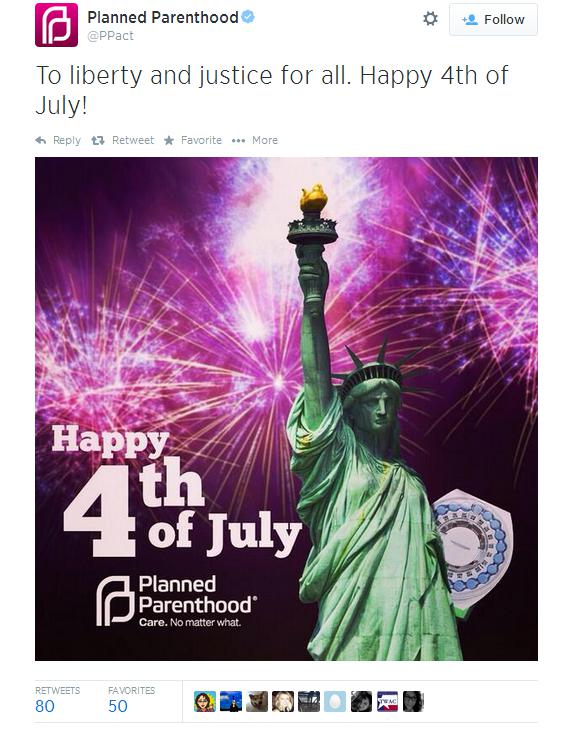 Planned Parenthood
@PPact
Follow
To liberty and justice for all. Happy 4th of
July!
Reply Retweet Favorite More
Happy
4th
of July
Planned
Parenthood®
Care. No matter what.
RETWEETS FAVORITES
80 50
TWAC